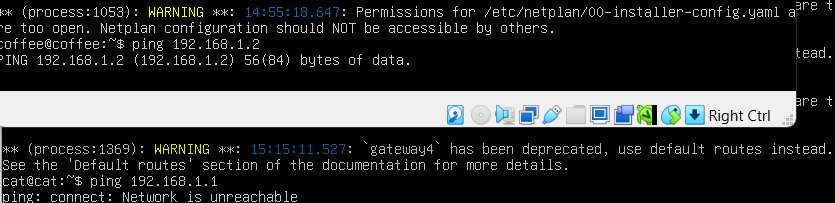 ** (process:1053): WARNING **: 14:55:18.647: Permissions for /etc/netplan/00-installer-config.yaml a
re too open. Netplan configuration should NOT be accessible by others.
coffee@coffee:~$ ping 192.168.1.2
PING 192.168.1.2 (192.168.1.2) 56(84) bytes of data.
are t
tead.
are t
Right Ctrl
** (process:1369): WARNING **: 15:15:11.527: `gateway4` has been deprecated, use default routes instead.
See the 'Default routes' section of the documentation for more details.
cat@cat:~$ ping 192.168.1.1
ping: connect: Network is unreachable